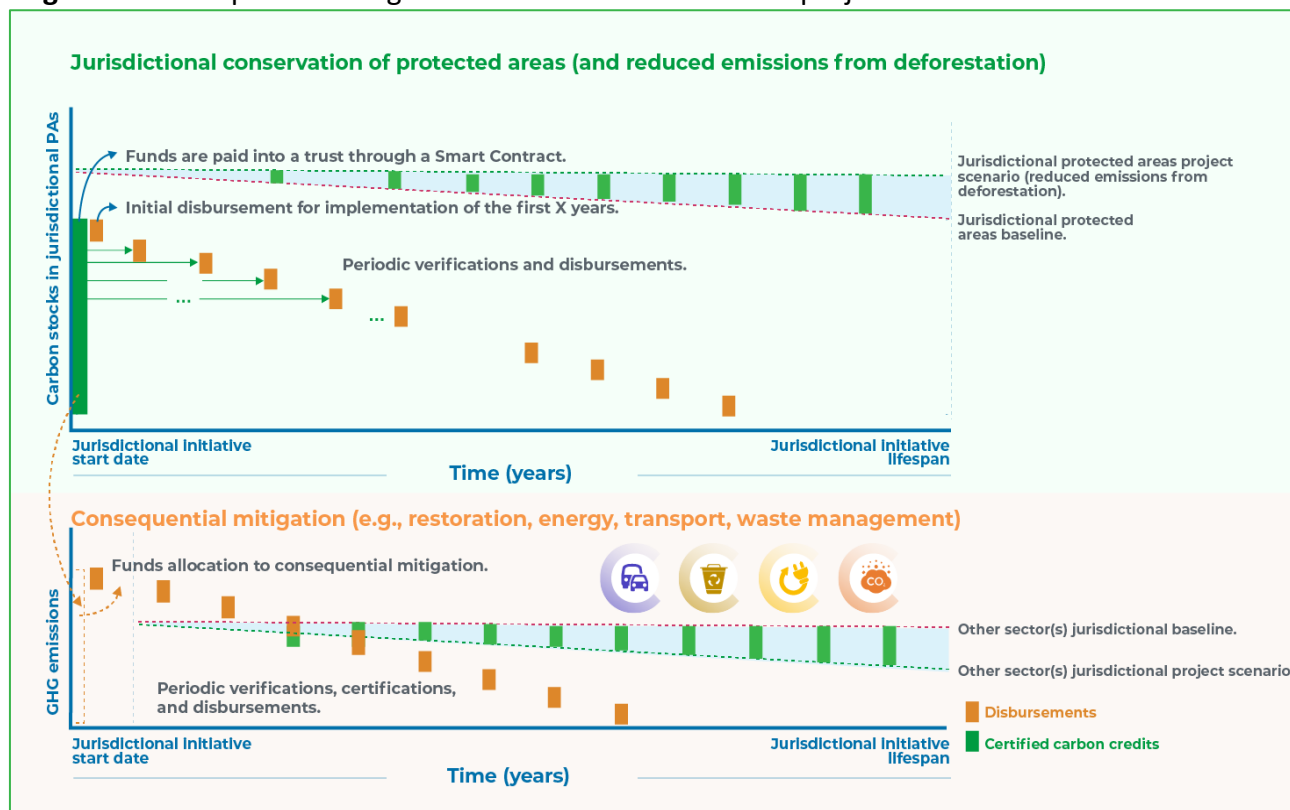 Jurisdictional conservation of protected areas (and reduced emissions from deforestation)
Carbon stocks in jurisdictional PAs
Funds are paid into a trust through a Smart Contract.
Initial disbursement for implementation of the first X years.
Periodic verifications and disbursements.
...
...
Jurisdictional protected areas project
scenario (reduced emissions from
deforestation).
Jurisdictional protected
areas baseline.
Jurisdictional initiative
start date
Time (years)
Jurisdictional initiative
lifespan
Consequential mitigation (e.g., restoration, energy, transport, waste management)
GHG emissions
Funds allocation to consequential mitigation.
CO₂
Other sector(s) jurisdictional baseline.
Other sector(s) jurisdictional project scenario
Periodic verifications, certifications,
and disbursements.
Disbursements
Certified carbon credits
Jurisdictional initiative
start date
Time (years)
Jurisdictional initiative
lifespan